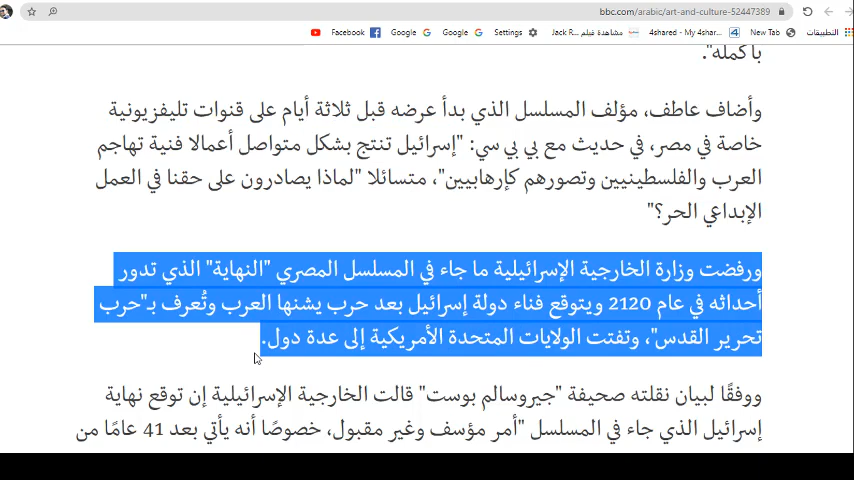 bbc.com/arabic/art-and-culture-52447389
التطبيقات New Tab 4shared - My 4shar... مشاهدة فيلم Jack R... Settings Google Google Facebook
بأكمله".
وأضاف عاطف، مؤلف المسلسل الذي بدأ عرضه قبل ثلاثة أيام على قنوات تليفزيونية
خاصة في مصر، في حديث مع بي بي سي: "إسرائيل تنتج بشكل متواصل أعمالا فنية تهاجم
العرب والفلسطينيين وتصورهم كإرهابيين"، متسائلا "لماذا يصادرون على حقنا في العمل
الإبداعي الحر؟"
ورفضت وزارة الخارجية الإسرائيلية ما جاء في المسلسل المصري "النهاية" الذي تدور
أحداثه في عام 2120 ويتوقع فناء دولة إسرائيل بعد حرب يشنها العرب وتُعرف بـ"حرب
تحرير القدس"، وتفتت الولايات المتحدة الأمريكية إلى عدة دول.
ووفقًا لبيان نقلته صحيفة "جيروسالم بوست" قالت الخارجية الإسرائيلية إن توقع نهاية
إسرائيل الذي جاء في المسلسل "أمر مؤسف وغير مقبول، خصوصًا أنه يأتي بعد 41 عامًا من